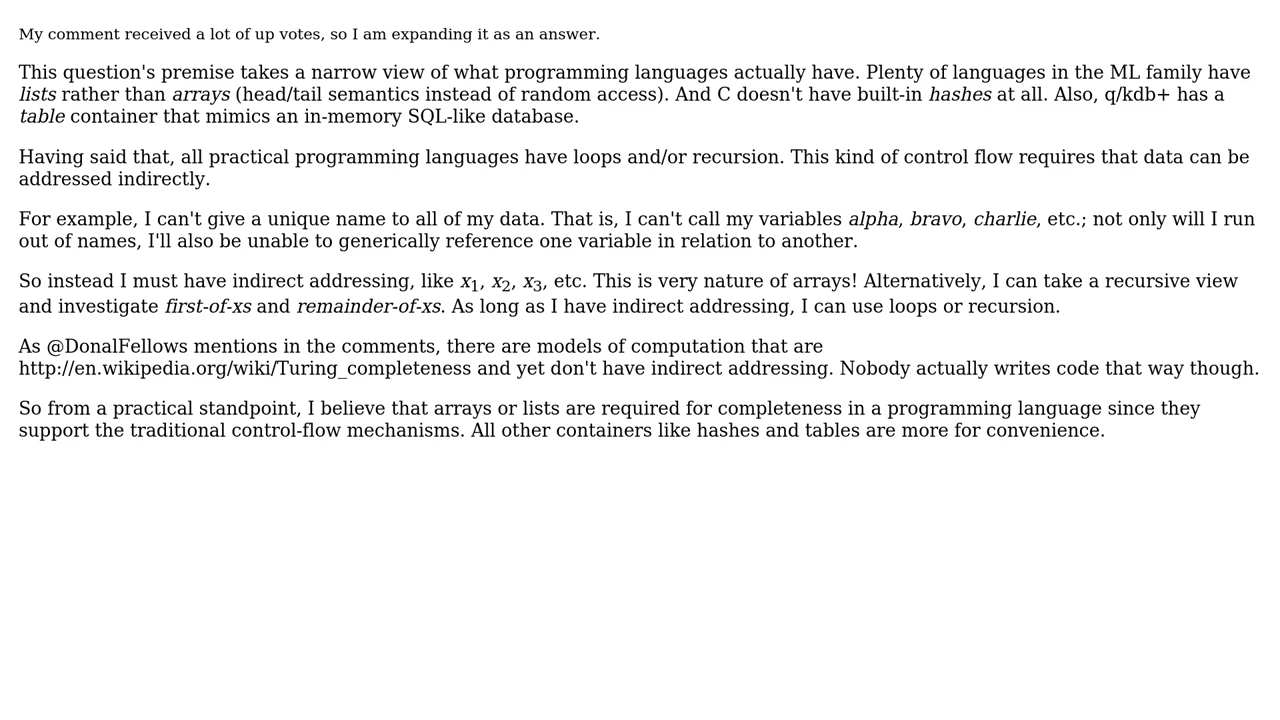 My comment received a lot of up votes, so I am expanding it as an answer.
This question's premise takes a narrow view of what programming languages actually have. Plenty of languages in the ML family have
lists rather than arrays (head/tail semantics instead of random access). And C doesn't have built-in hashes at all. Also, q/kdb+ has a
table container that mimics an in-memory SQL-like database.
Having said that, all practical programming languages have loops and/or recursion. This kind of control flow requires that data can be
addressed indirectly.
For example, I can't give a unique name to all of my data. That is, I can't call my variables alpha, bravo, charlie, etc.; not only will I run
out of names, I'll also be unable to generically reference one variable in relation to another.
So instead I must have indirect addressing, like x₁, x₂, x₃, etc. This is very nature of arrays! Alternatively, I can take a recursive view
and investigate first-of-xs and remainder-of-xs. As long as I have indirect addressing, I can use loops or recursion.
As @DonalFellows mentions in the comments, there are models of computation that are
http://en.wikipedia.org/wiki/Turing_completeness and yet don't have indirect addressing. Nobody actually writes code that way though.
So from a practical standpoint, I believe that arrays or lists are required for completeness in a programming language since they
support the traditional control-flow mechanisms. All other containers like hashes and tables are more for convenience.